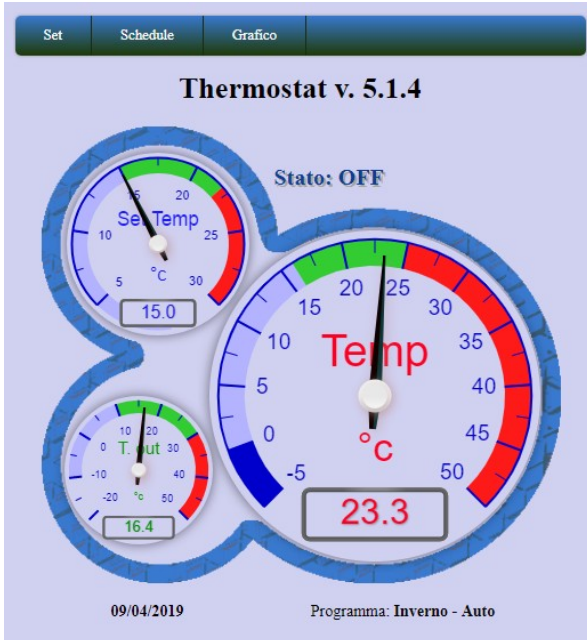 Set Schedule Grafico
Thermostat v. 5.1.4
Stato: OFF
5 10 15 20 25 30
Set Temp
°C
15.0
-5 0 5 10 15 20 25 30 35 40 45 50
Temp
°C
23.3
-20 -10 0 10 20 30 40 50
T. out
°c
16.4
09/04/2019 Programma: Inverno - Auto